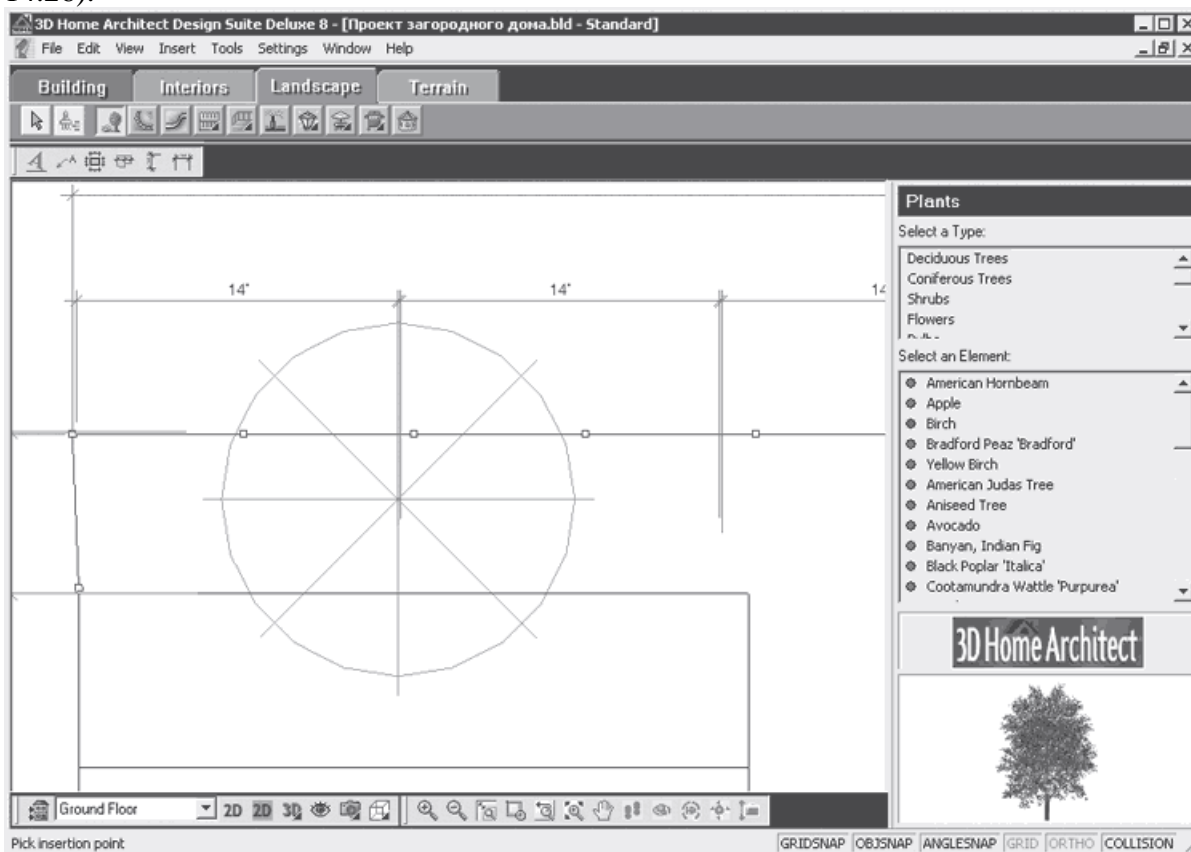 14.20).
3D Home Architect Design Suite Deluxe 8 - [Проект загородного дома.bld - Standard]
File Edit View Insert Tools Settings Window Help
Building Interiors Landscape Terrain
Plants
Select a Type:
Deciduous Trees
Coniferous Trees
Shrubs
Flowers
Select an Element:
American Hornbeam
Apple
Birch
Bradford Peaz 'Bradford'
Yellow Birch
American Judas Tree
Aniseed Tree
Avocado
Banyan, Indian Fig
Black Poplar 'Italica'
Cootamundra Wattle 'Purpurea'
14' 14' 14
3D Home Architect
Ground Floor 2D 2D 3D
Pick insertion point GRIDSNAP OBJSNAP ANGLESNAP GRID ORTHO COLLISION